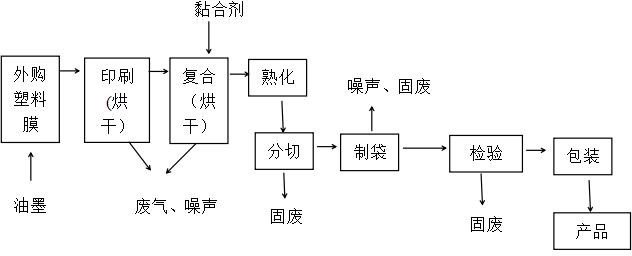 黏合剂
外购
塑料
膜
印刷
(烘
干）
复合
（烘
干）
熟化
噪声、固废
分切
制袋
检验
包装
油墨
废气、噪声
固废
固废
产品